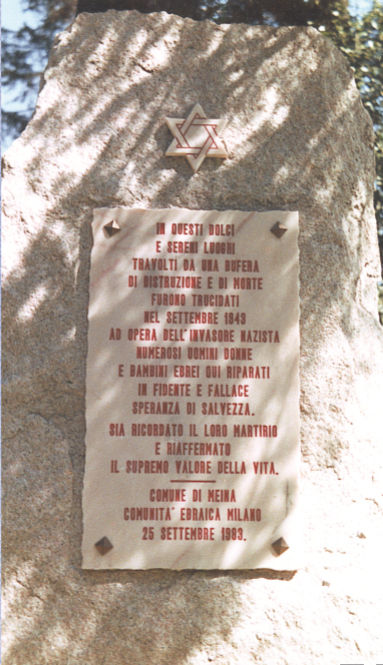 IN QUESTI DOLCI
E SERENI LUOGHI
TRAVOLTI DA UNA BUFERA
DI DISTRUZIONE E DI MORTE
FURONO TRUCIDATI
NEL SETTEMBRE 1943
AD OPERA DELL'INVASORE NAZISTA
NUMEROSI UOMINI DONNE
E BAMBINI EBREI QUI RIPARATI
IN FIDENTE E FALLACE
SPERANZA DI SALVEZZA.
SIA RICORDATO IL LORO MARTIRIO
E RIAFFERMATO
IL SUPREMO VALORE DELLA VITA.
COMUNE DI MEINA
COMUNITA' EBRAICA MILANO
25 SETTEMBRE 1983.